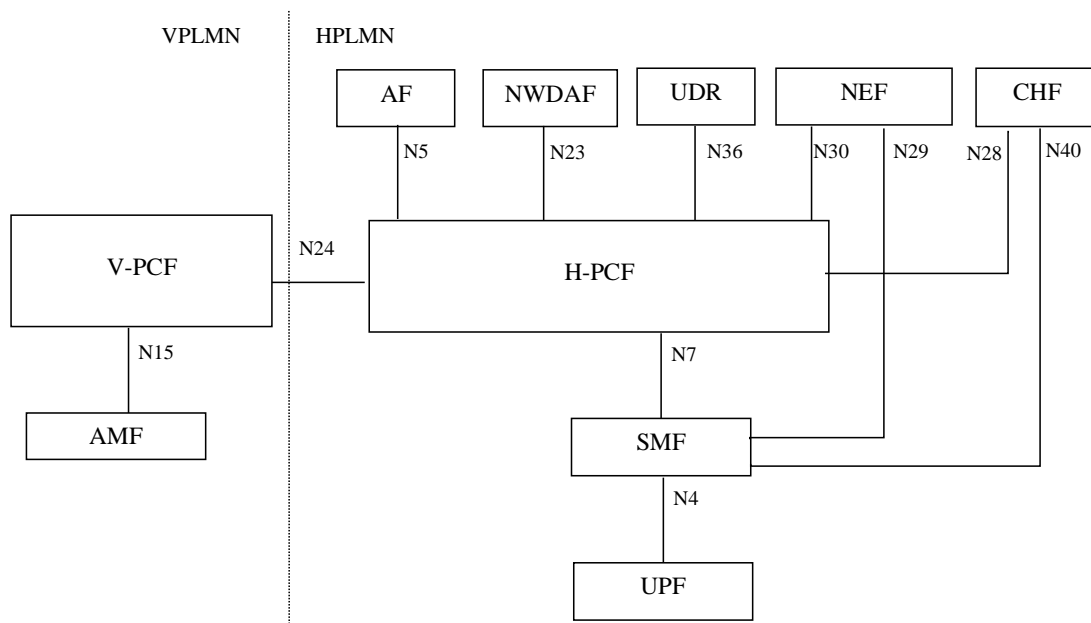 VPLMN HPLMN
AF NWDAF UDR NEF CHF
N5 N23 N36 N30 N29 N28 N40
N24
V-PCF H-PCF
N15 N7
AMF SMF
N4
UPF